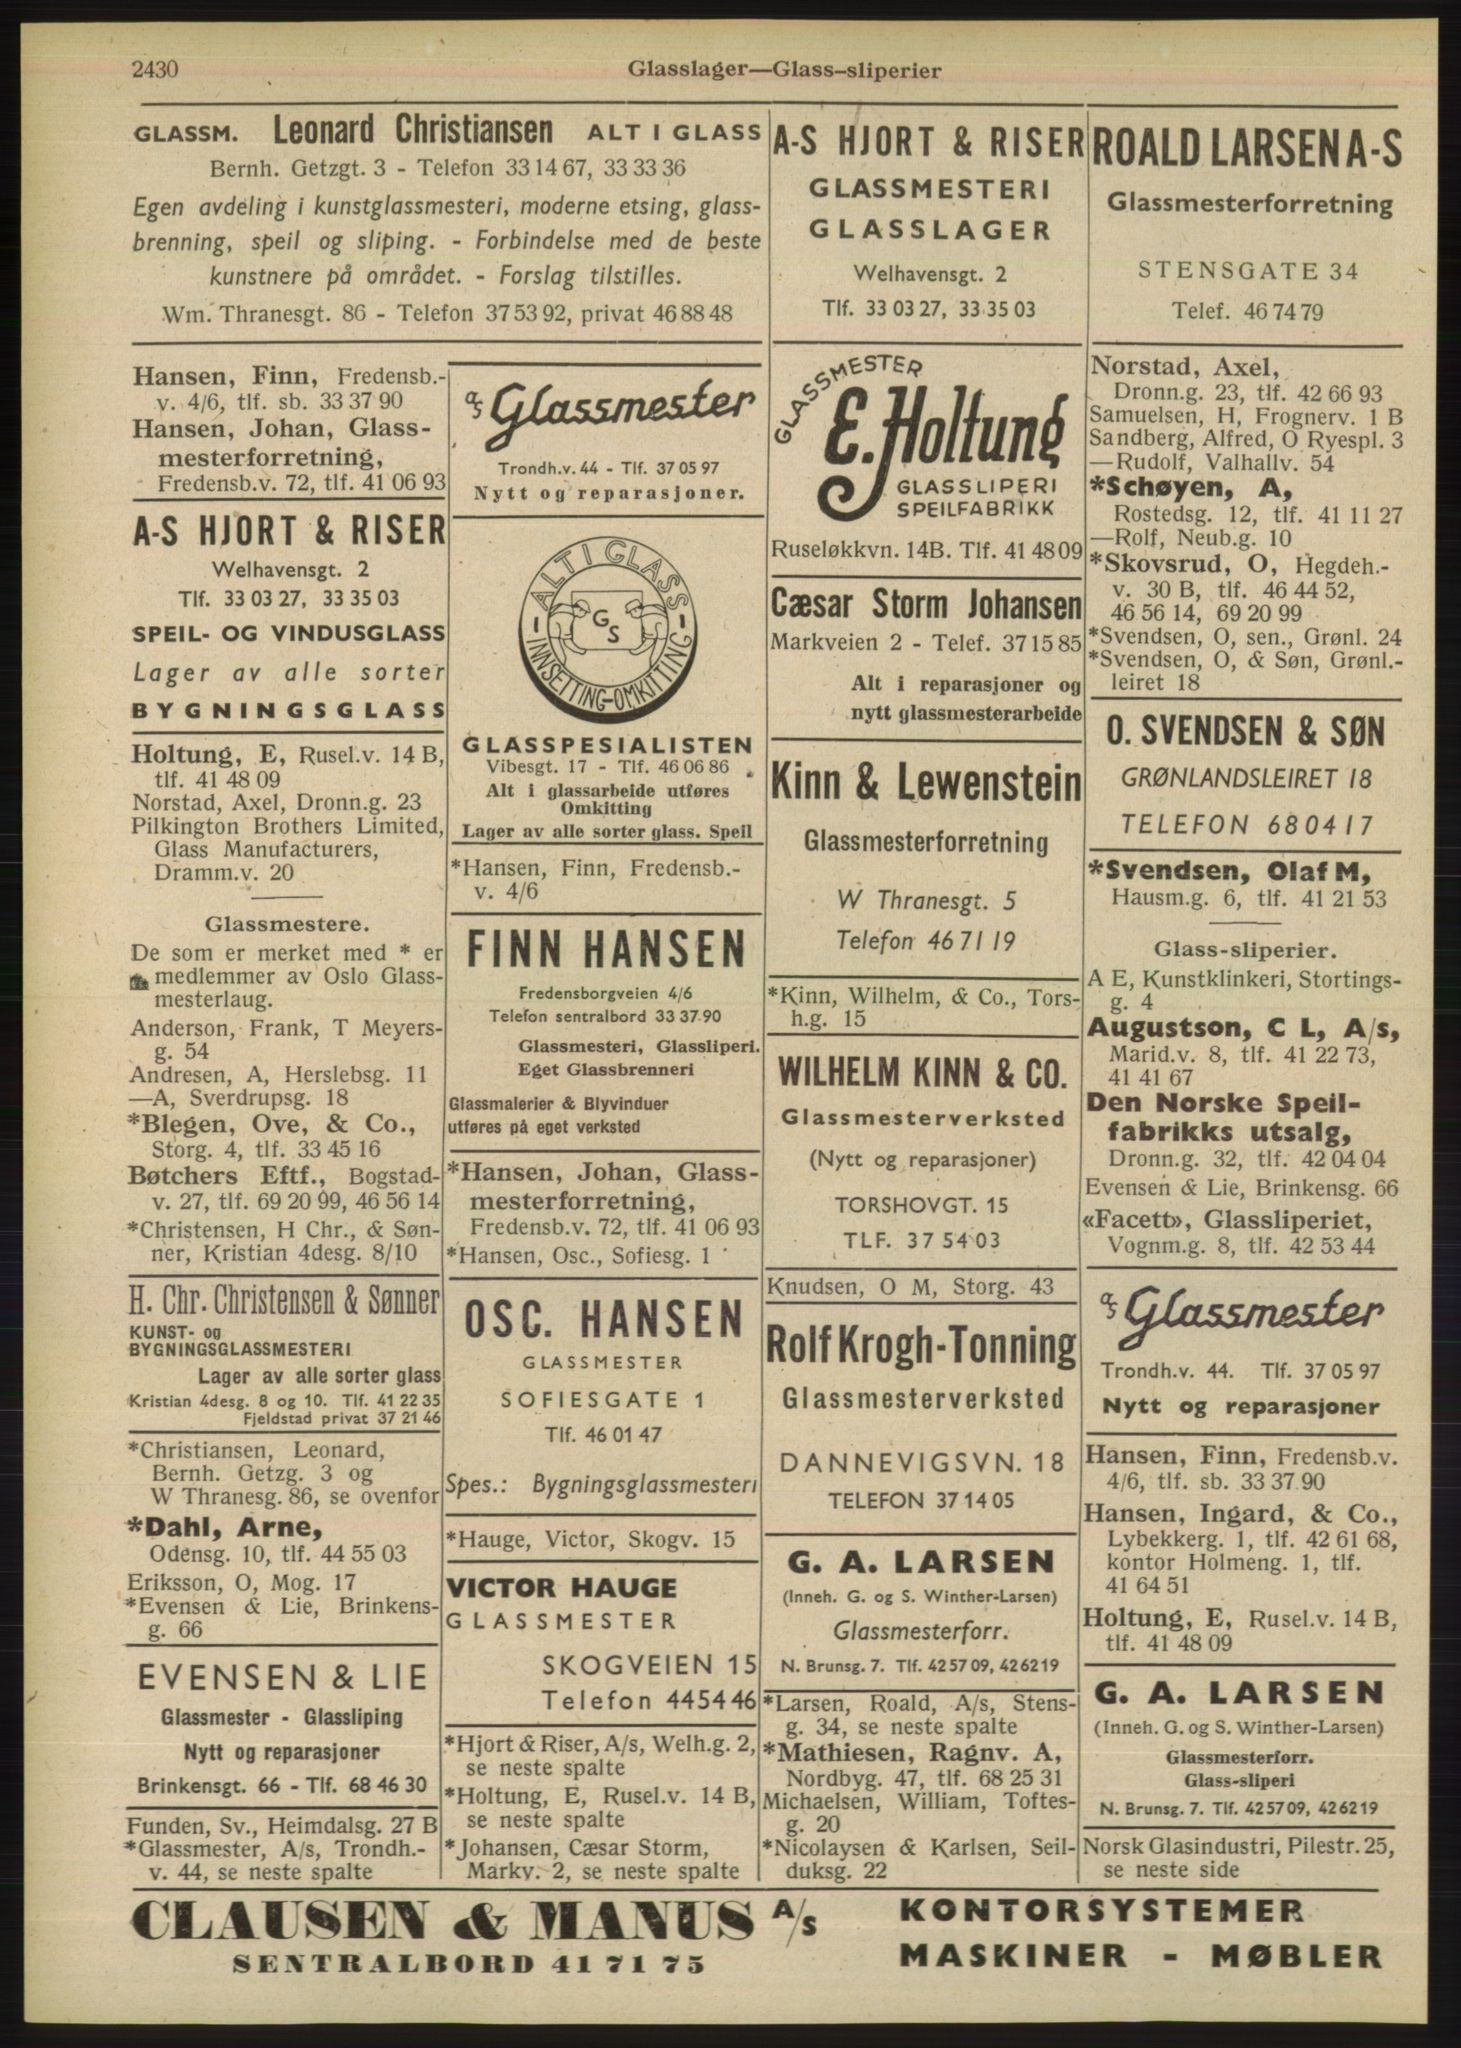 2430
Glasslager—Glass-sliperier
GLASSM. Leonard Christiansen ALT I GLASS
Bernh. Getzgt. 3 - Telefon 33 14 67, 33 33 36
Egen avdeling i kunstglassmesteri, moderne etsing, glass-
brenning, speil og sliping. - Forbindelse med de beste
kunstnere på området. - Forslag tilstilles.
Wm. Thranesgt. 86 - Telefon 37 53 92, privat 46 88 48
Hansen, Finn, Fredensb.-
v. 4/6, tlf. sb. 33 37 90
Hansen, Johan, Glass-
mesterforretning,
Fredensb.v. 72, tlf. 41 06 93
A-S HJORT & RISER
Welhavensgt. 2
Tlf. 33 03 27, 33 35 03
SPEIL- OG VINDUSGLASS
Lager av alle sorter
BYGNINGSGLASS
Holtung, E, Rusel.v. 14 B,
tlf. 41 48 09
Norstad, Axel, Dronn.g. 23
Pilkington Brothers Limited,
Glass Manufacturers,
Dramm.v. 20
Glassmestere.
De som er merket med * er
medlemmer av Oslo Glass-
mesterlaug.
Anderson, Frank, T Meyers-
g. 54
Andresen, A, Herslebsg. 11
—A, Sverdrupsg. 18
*Blegen, Ove, & Co.,
Storg. 4, tlf. 33 45 16
Bøtchers Eftf., Bogstad-
v. 27, tlf. 69 20 99, 46 56 14
*Christensen, H Chr., & Søn-
ner, Kristian 4desg. 8/10
H. Chr. Christensen & Sønner
KUNST- og
BYGNINGSGLASSMESTERI
Lager av alle sorter glass
Kristian 4desg. 8 og 10. Tlf. 41 22 35
Fjeldstad privat 37 21 46
*Christiansen, Leonard,
Bernh. Getzg. 3 og
W Thranesg. 86, se ovenfor
*Dahl, Arne,
Odensg. 10, tlf. 44 55 03
Eriksson, O, Mog. 17
*Evensen & Lie, Brinkens-
g. 66
EVENSEN & LIE
Glassmester - Glassliping
Nytt og reparasjoner
Brinkensgt. 66 - Tlf. 68 46 30
Funden, Sv., Heimdalsg. 27 B
*Glassmester, A/s, Trondh.-
v. 44, se neste spalte
a/s Glassmester
Trondh.v. 44 - Tlf. 37 05 97
Nytt og reparasjoner.
ALT I GLASS
GS
INNSETTING-OMKITTING
GLASSPESIALISTEN
Vibesgt. 17 - Tlf. 46 06 86
Alt i glassarbeide utføres
Omkitting
Lager av alle sorter glass. Speil
*Hansen, Finn, Fredensb.-
v. 4/6
FINN HANSEN
Fredensborgveien 4/6
Telefon sentralbord 33 37 90
Glassmesteri, Glassliperi.
Eget Glassbrenneri
Glassmalerier & Blyvinduer
utføres på eget verksted
*Hansen, Johan, Glass-
mesterforretning,
Fredensb.v. 72, tlf. 41 06 93
*Hansen, Osc., Sofiesg. 1
OSC. HANSEN
GLASSMESTER
SOFIESGATE 1
Tlf. 46 01 47
Spes.: Bygningsglassmesteri
*Hauge, Victor, Skogv. 15
VICTOR HAUGE
GLASSMESTER
SKOGVEIEN 15
Telefon 44 54 46
*Hjort & Riser, A/s, Welh.g. 2,
se neste spalte
*Holtung, E, Rusel.v. 14 B,
se neste spalte
*Johansen, Cæsar Storm,
Markv. 2, se neste spalte
A-S HJORT & RISER
GLASSMESTERI
GLASSLAGER
Welhavensgt. 2
Tlf. 33 03 27, 33 35 03
GLASSMESTER
E. Holtung
GLASSLIPERI
SPEILFABRIKK
Ruseløkkvn. 14B. Tlf. 41 48 09
Cæsar Storm Johansen
Markveien 2 - Telef. 37 15 85
Alt i reparasjoner og
nytt glassmesterarbeide
Kinn & Lewenstein
Glassmesterforretning
W Thranesgt. 5
Telefon 46 71 19
*Kinn, Wilhelm, & Co., Tors-
h.g. 15
WILHELM KINN & CO.
Glassmesterverksted
(Nytt og reparasjoner)
TORSHOVGT. 15
TLF. 37 54 03
Knudsen, O M, Storg. 43
Rolf Krogh-Tonning
Glassmesterverksted
DANNEVIGSVN. 18
TELEFON 37 14 05
G. A. LARSEN
(Inneh. G. og S. Winther-Larsen)
Glassmesterforr.
N. Brunsg. 7. Tlf. 42 57 09, 42 62 19
*Larsen, Roald, A/s, Stens-
g. 34, se neste spalte
*Mathiesen, Ragnv. A,
Nordbyg. 47, tlf. 68 25 31
Michaelsen, William, Toftes-
g. 20
*Nicolaysen & Karlsen, Seil-
duksg. 22
ROALD LARSEN A-S
Glassmesterforretning
STENSGATE 34
Telef. 46 74 79
Norstad, Axel,
Dronn.g. 23, tlf. 42 66 93
Samuelsen, H, Frognerv. 1 B
Sandberg, Alfred, O Ryespl. 3
—Rudolf, Valhallv. 54
*Schøyen, A,
Rostedsg. 12, tlf. 41 11 27
—Rolf, Neub.g. 10
*Skovsrud, O, Hegdeh.-
v. 30 B, tlf. 46 44 52,
46 56 14, 69 20 99
*Svendsen, O, sen., Grønl. 24
*Svendsen, O, & Søn, Grønl.-
leiret 18
O. SVENDSEN & SØN
GRØNLANDSLEIRET 18
TELEFON 68 04 17
*Svendsen, Olaf M,
Hausm.g. 6, tlf. 41 21 53
Glass-sliperier.
A E, Kunstklinkeri, Stortings-
g. 4
Augustson, C L, A/s,
Marid.v. 8, tlf. 41 22 73,
41 41 67
Den Norske Speil-
fabrikks utsalg,
Dronn.g. 32, tlf. 42 04 04
Evensen & Lie, Brinkensg. 66
«Facett», Glassliperiet,
Vognm.g. 8, tlf. 42 53 44
a/s Glassmester
Trondh.v. 44. Tlf. 37 05 97
Nytt og reparasjoner
Hansen, Finn, Fredensb.v.
4/6, tlf. sb. 33 37 90
Hansen, Ingard, & Co.,
Lybekkerg. 1, tlf. 42 61 68,
kontor Holmeng. 1, tlf.
41 64 51
Holtung, E, Rusel.v. 14 B,
tlf. 41 48 09
G. A. LARSEN
(Inneh. G. og S. Winther-Larsen)
Glassmesterforr.
Glass-sliperi
N. Brunsg. 7. Tlf. 42 57 09, 42 62 19
Norsk Glasindustri, Pilestr. 25,
se neste side
CLAUSEN & MANUS A/S
SENTRALBORD 41 71 75
KONTORSYSTEMER
MASKINER - MØBLER